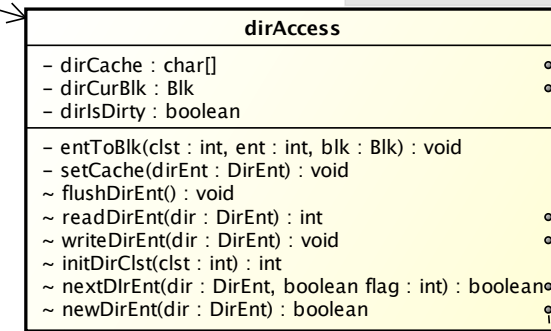 dirAccess
- dirCache : char[]
- dirCurBlk : Blk
- dirIsDirty : boolean
- entToBlk(clst : int, ent : int, blk : Blk) : void
- setCache(dirEnt : DirEnt) : void
~ flushDirEnt() : void
~ readDirEnt(dir : DirEnt) : int
~ writeDirEnt(dir : DirEnt) : void
~ initDirClst(clst : int) : int
~ nextDIrEnt(dir : DirEnt, boolean flag : int) : boolean
~ newDirEnt(dir : DirEnt) : boolean